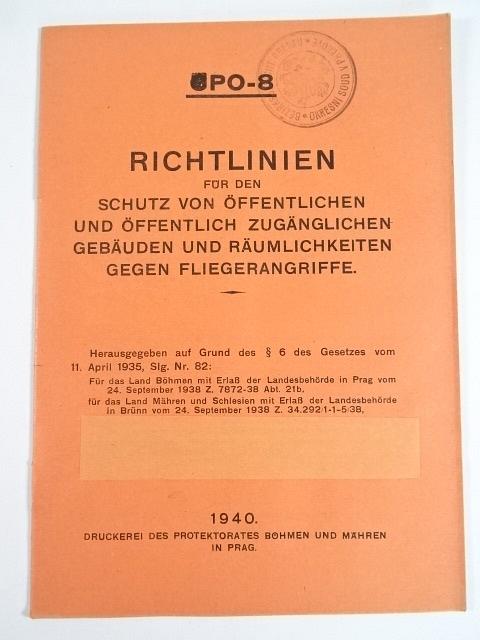 PO-8
OKRESNÍ SOUD V
RICHTLINIEN
FÜR DEN
SCHUTZ VON ÖFFENTLICHEN
UND ÖFFENTLICH ZUGÄNGLICHEN
GEBÄUDEN UND RÄUMLICHKEITEN
GEGEN FLIEGERANGRIFFE.
Herausgegeben auf Grund des § 6 des Gesetzes vom
11. April 1935, Slg. Nr. 82:
Für das Land Böhmen mit Erlaß der Landesbehörde in Prag vom
24. September 1938 Z. 7872-38 Abt. 21b.
für das Land Mähren und Schlesien mit Erlaß der Landesbehörde
in Brünn vom 24. September 1938 Z. 34.292/1-1-5/38,
1940.
DRUCKEREI DES PROTEKTORATES BÖHMEN UND MÄHREN
IN PRAG.